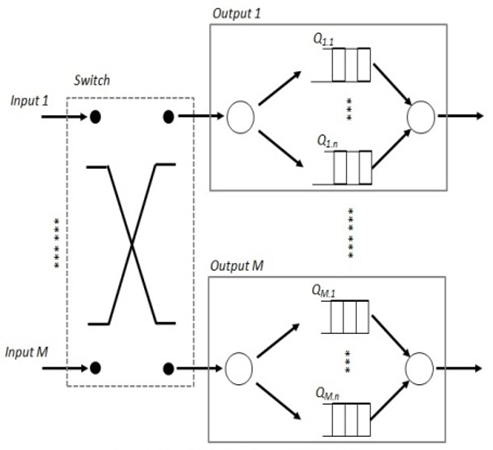 Output 1
Q1.1
Switch
Input 1
***
Q1.n
*** ***
*** ***
Output M
QM.1
Input M
***
QM.n